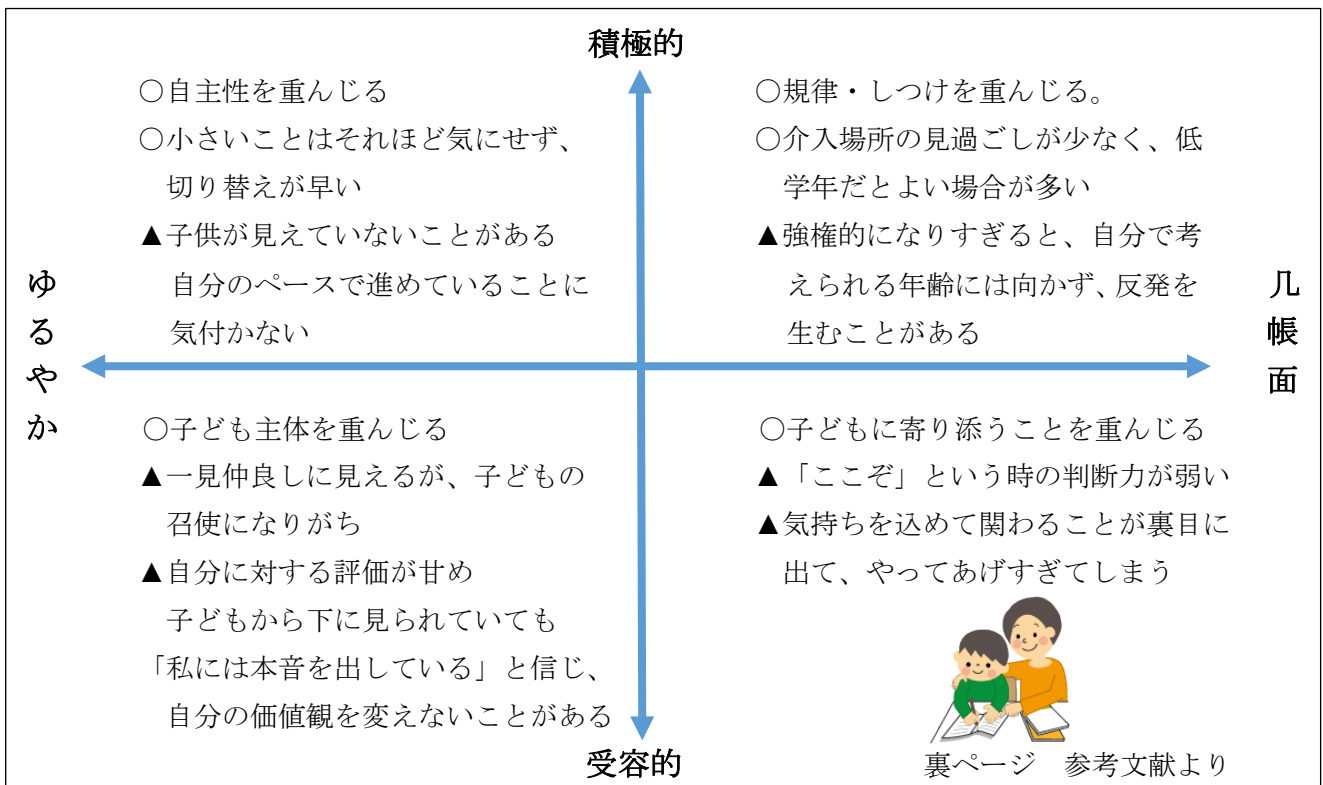 積極的
○自主性を重んじる
○小さいことはそれほど気にせず、
切り替えが早い
▲子供が見えていないことがある
自分のペースで進めていることに
気付かない
○規律・しつけを重んじる。
○介入場所の見過ごしが少なく、低
学年だとよい場合が多い
▲強権的になりすぎると、自分で考
えられる年齢には向かず、反発を
生むことがある
ゆるやか
几帳面
○子ども主体を重んじる
▲一見仲良しに見えるが、子どもの
召使になりがち
▲自分に対する評価が甘め
子どもから下に見られていても
「私には本音を出している」と信じ、
自分の価値観を変えないことがある
○子どもに寄り添うことを重んじる
▲「ここぞ」という時の判断力が弱い
▲気持ちを込めて関わることが裏目に
出て、やってあげすぎてしまう
受容的
裏ページ　参考文献より